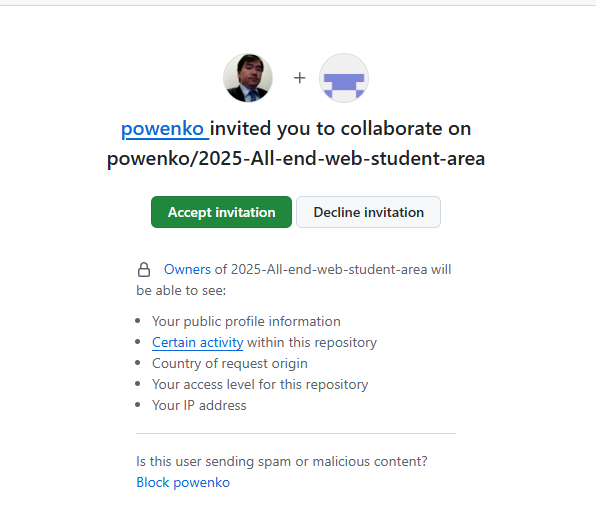 +
powenko invited you to collaborate on
powenko/2025-All-end-web-student-area
Accept invitation
Decline invitation
Owners of 2025-All-end-web-student-area will
be able to see:
• Your public profile information
• Certain activity within this repository
• Country of request origin
• Your access level for this repository
• Your IP address
Is this user sending spam or malicious content?
Block powenko